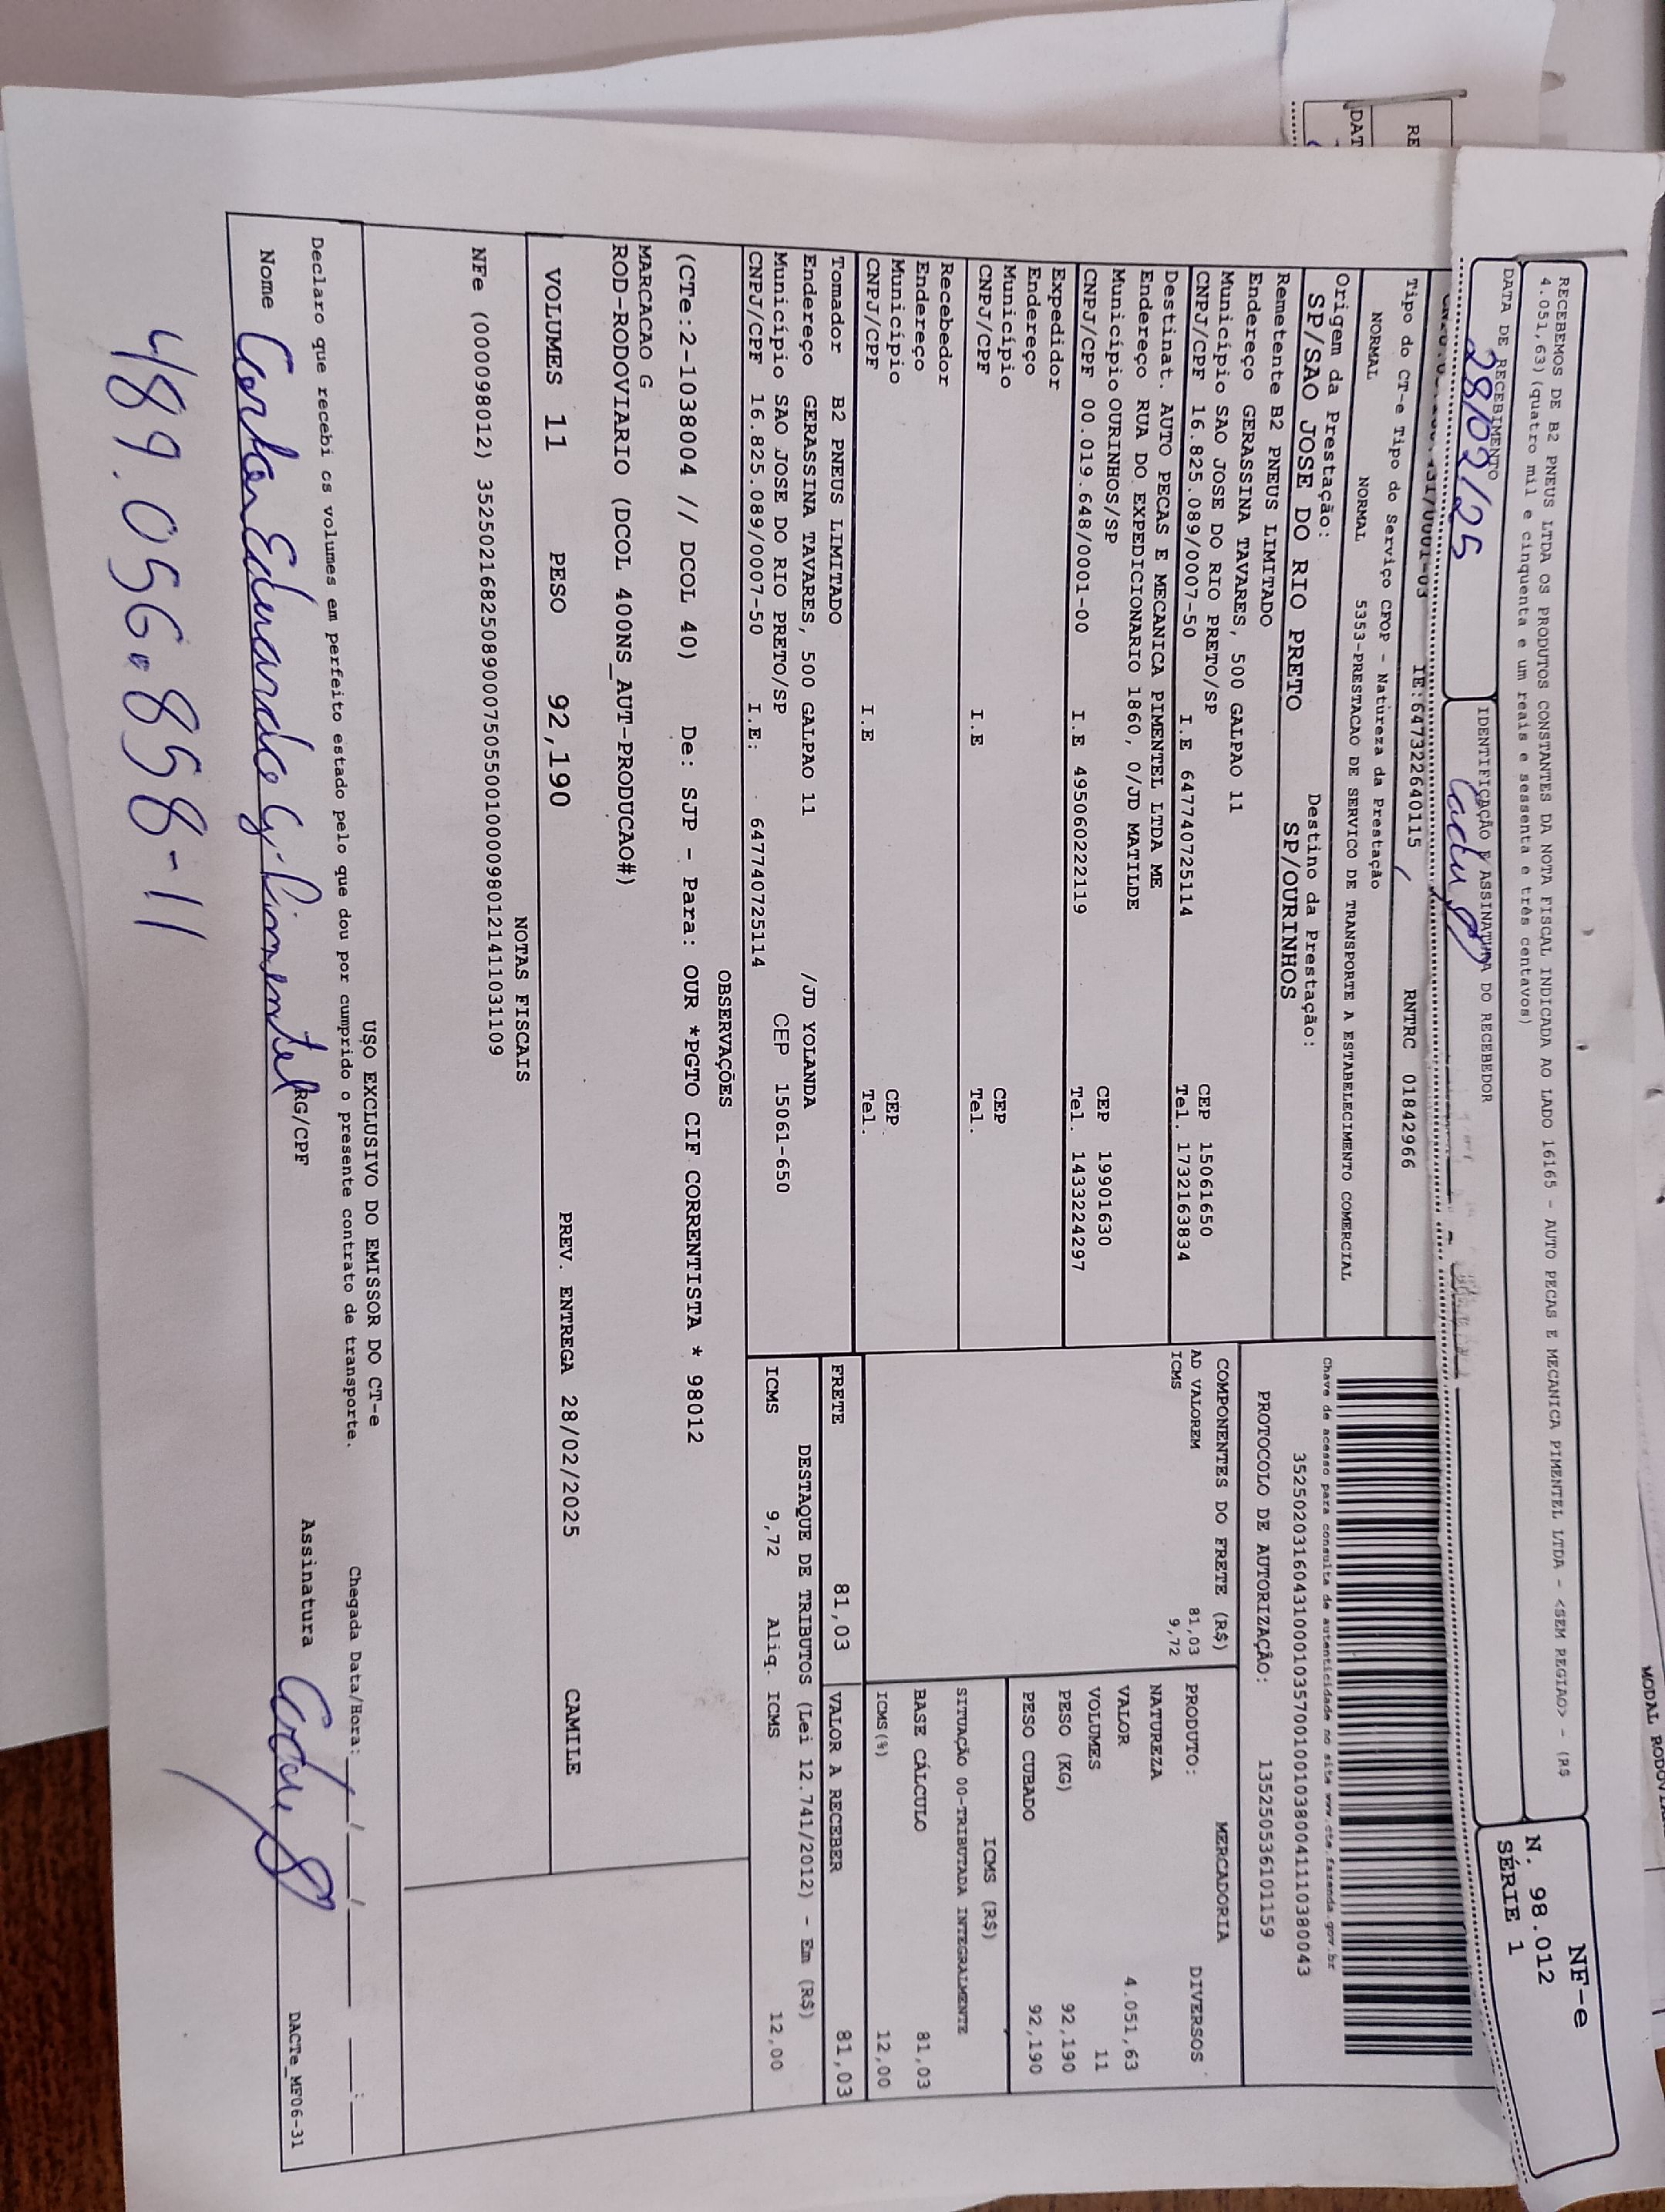 RECEBEMOS DE B2 PNEUS LTDA OS PRODUTOS CONSTANTES DA NOTA FISCAL INDICADA AO LADO 16165 - AUTO PECAS E MECANICA PIMENTEL LTDA - <SEM REGIAO> - (R$
4.051,63) (quatro mil e cinquenta e um reais e sessenta e três centavos)
NF-e
N. 98.012
SÉRIE 1
DATA DE RECEBIMENTO
28/02/25
IDENTIFICAÇÃO E ASSINATURA DO RECEBEDOR
IE:647322640115
RNTRC 01842966
Tipo do CT-e Tipo do Serviço CFOP - Natureza da Prestação
NORMAL NORMAL 5353-PRESTACAO DE SERVICO DE TRANSPORTE A ESTABELECIMENTO COMERCIAL
Origem da Prestação: Destino da Prestação:
SP/SAO JOSE DO RIO PRETO SP/OURINHOS
Chave de acesso para consulta de autenticidade no site www.cte.fazenda.gov.br
35250203160431000103570010010380041110380043
PROTOCOLO DE AUTORIZAÇÃO: 135250536101159
Remetente B2 PNEUS LIMITADO
Endereço GERASSINA TAVARES, 500 GALPAO 11
Município SAO JOSE DO RIO PRETO/SP CEP 15061650
CNPJ/CPF 16.825.089/0007-50 I.E 647740725114 Tel. 1732163834
Destinat. AUTO PECAS E MECANICA PIMENTEL LTDA ME
Endereço RUA DO EXPEDICIONARIO 1860, 0/JD MATILDE
Município OURINHOS/SP CEP 19901630
CNPJ/CPF 00.019.648/0001-00 I.E 495060222119 Tel. 1433224297
Expedidor
Endereço
Município CEP
CNPJ/CPF I.E Tel.
Recebedor
Endereço
Município CEP
CNPJ/CPF I.E Tel.
Tomador B2 PNEUS LIMITADO
Endereço GERASSINA TAVARES, 500 GALPAO 11 /JD YOLANDA
Município SAO JOSE DO RIO PRETO/SP CEP 15061-650
CNPJ/CPF 16.825.089/0007-50 I.E: 647740725114
COMPONENTES DO FRETE (R$)
AD VALOREM 81,03
ICMS 9,72
MERCADORIA
PRODUTO: DIVERSOS
NATUREZA
VALOR 4.051,63
VOLUMES 11
PESO (KG) 92,190
PESO CUBADO 92,190
ICMS (R$)
SITUAÇÃO 00-TRIBUTADA INTEGRALMENTE
BASE CÁLCULO 81,03
ICMS(%) 12,00
FRETE 81,03 VALOR A RECEBER 81,03
DESTAQUE DE TRIBUTOS (Lei 12.741/2012) - Em (R$)
ICMS 9,72 Aliq. ICMS 12,00
OBSERVAÇÕES
(CTe:2-1038004 // DCOL 40) De: SJP - Para: OUR *PGTO CIF CORRENTISTA * 98012
MARCACAO G
ROD-RODOVIARIO (DCOL 400NS_AUT-PRODUCAO#)
VOLUMES 11 PESO 92,190 PREV. ENTREGA 28/02/2025 CAMILE
NOTAS FISCAIS
NFe (000098012) 35250216825089000750550010000980121411031109
USO EXCLUSIVO DO EMISSOR DO CT-e
Declaro que recebi os volumes em perfeito estado pelo que dou por cumprido o presente contrato de transporte.
Chegada Data/Hora: / / :
Nome Carlos Eduardo G. Pimentel RG/CPF Assinatura
DACTe_MF06-31
489.056.858-11
RE
DAT